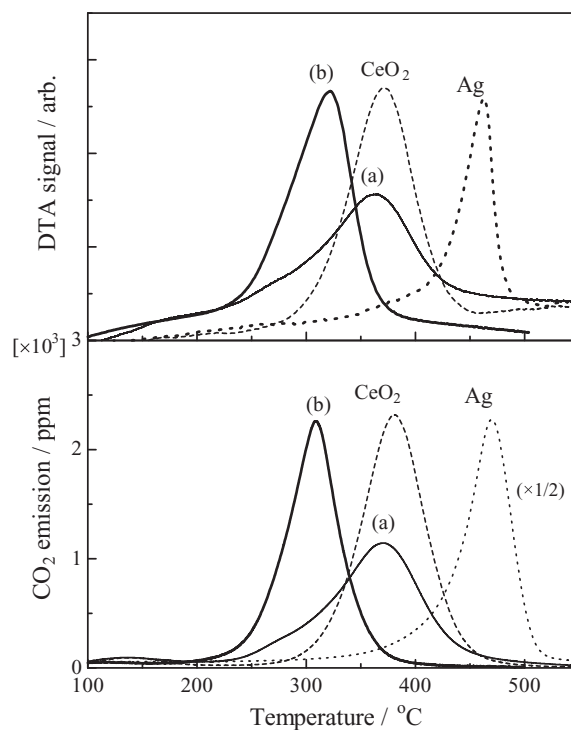 (b)
CeO₂
Ag
(a)
DTA signal / arb.
[×10³] 3
CeO₂
Ag
(b)
(×1/2)
(a)
2
1
0
CO₂ emission / ppm
100 200 300 400 500
Temperature / °C